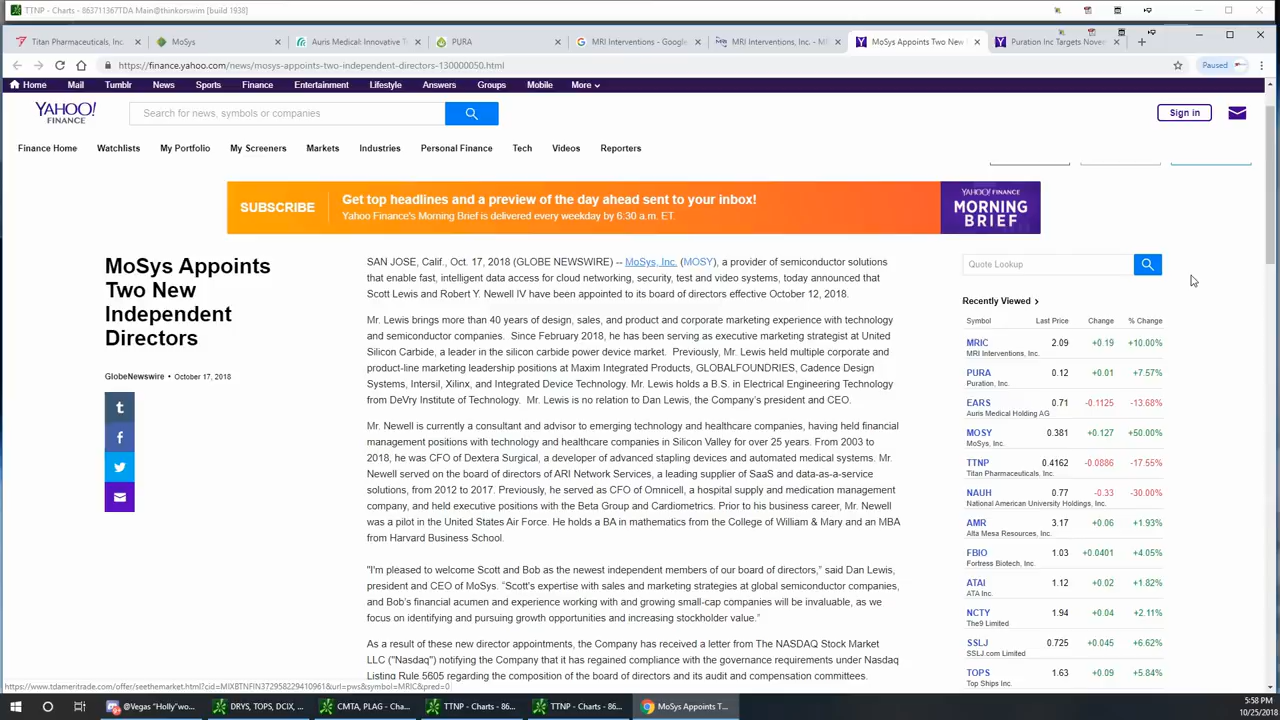 TTNP - Charts - 863711367TDA Main@thinkorswim [build 1938]
Titan Pharmaceuticals, Inc.
MoSys
Auris Medical: Innovative T
PURA
MRI Interventions - Google
MRI Interventions, Inc. - MRI
MoSys Appoints Two New I
Puration Inc Targets Novem
https://finance.yahoo.com/news/mosys-appoints-two-independent-directors-130000050.html
Paused
Home Mail Tumblr News Sports Finance Entertainment Lifestyle Answers Groups Mobile More
YAHOO!
FINANCE
Search for news, symbols or companies
Sign in
Finance Home Watchlists My Portfolio My Screeners Markets Industries Personal Finance Tech Videos Reporters
SUBSCRIBE
Get top headlines and a preview of the day ahead sent to your inbox!
Yahoo Finance's Morning Brief is delivered every weekday by 6:30 a.m. ET.
YAHOO! FINANCE
MORNING
BRIEF
MoSys Appoints
Two New
Independent
Directors
GlobeNewswire • October 17, 2018
SAN JOSE, Calif., Oct. 17, 2018 (GLOBE NEWSWIRE) -- MoSys, Inc. (MOSY), a provider of semiconductor solutions
that enable fast, intelligent data access for cloud networking, security, test and video systems, today announced that
Scott Lewis and Robert Y. Newell IV have been appointed to its board of directors effective October 12, 2018.
Mr. Lewis brings more than 40 years of design, sales, and product and corporate marketing experience with technology
and semiconductor companies. Since February 2018, he has been serving as executive marketing strategist at United
Silicon Carbide, a leader in the silicon carbide power device market. Previously, Mr. Lewis held multiple corporate and
product-line marketing leadership positions at Maxim Integrated Products, GLOBALFOUNDRIES, Cadence Design
Systems, Intersil, Xilinx, and Integrated Device Technology. Mr. Lewis holds a B.S. in Electrical Engineering Technology
from DeVry Institute of Technology. Mr. Lewis is no relation to Dan Lewis, the Company's president and CEO.
Mr. Newell is currently a consultant and advisor to emerging technology and healthcare companies, having held financial
management positions with technology and healthcare companies in Silicon Valley for over 25 years. From 2003 to
2018, he was CFO of Dextera Surgical, a developer of advanced stapling devices and automated medical systems. Mr.
Newell served on the board of directors of ARI Network Services, a leading supplier of SaaS and data-as-a-service
solutions, from 2012 to 2017. Previously, he served as CFO of Omnicell, a hospital supply and medication management
company, and held executive positions with the Beta Group and Cardiometrics. Prior to his business career, Mr. Newell
was a pilot in the United States Air Force. He holds a BA in mathematics from the College of William & Mary and an MBA
from Harvard Business School.
"I'm pleased to welcome Scott and Bob as the newest independent members of our board of directors,” said Dan Lewis,
president and CEO of MoSys. “Scott's expertise with sales and marketing strategies at global semiconductor companies,
and Bob's financial acumen and experience working with and growing small-cap companies will be invaluable, as we
focus on identifying and pursuing growth opportunities and increasing stockholder value.”
As a result of these new director appointments, the Company has received a letter from The NASDAQ Stock Market
LLC ("Nasdaq") notifying the Company that it has regained compliance with the governance requirements under Nasdaq
Listing Rule 5605 regarding the composition of the board of directors and its audit and compensation committees.
Quote Lookup
Recently Viewed
Symbol Last Price Change % Change
MRIC 2.09 +0.19 +10.00%
MRI Interventions, Inc.
PURA 0.12 +0.01 +7.57%
Puration, Inc.
EARS 0.71 -0.1125 -13.68%
Auris Medical Holding AG
MOSY 0.381 +0.127 +50.00%
MoSys, Inc.
TTNP 0.4162 -0.0886 -17.55%
Titan Pharmaceuticals, Inc.
NAUH 0.77 -0.33 -30.00%
National American University Holdings, Inc.
AMR 3.17 +0.06 +1.93%
Alta Mesa Resources, Inc.
FBIO 1.03 +0.0401 +4.05%
Fortress Biotech, Inc.
ATAI 1.12 +0.02 +1.82%
ATA Inc.
NCTY 1.94 +0.04 +2.11%
The9 Limited
SSLJ 0.725 +0.045 +6.62%
SSLJ.com Limited
TOPS 1.63 +0.09 +5.84%
Top Ships Inc.
https://www.tdameritrade.com/offer/seethemarket.html?cid=MIXBTNFIN372958229410961&url=pws&symbol=MRIC&pred=0
@Vegas "Holly"wo...
DRYS, TOPS, DCIX, ...
CMTA, PLAG - Cha...
TTNP - Charts - 86...
TTNP - Charts - 86...
MoSys Appoints T...
5:58 PM
10/25/2018